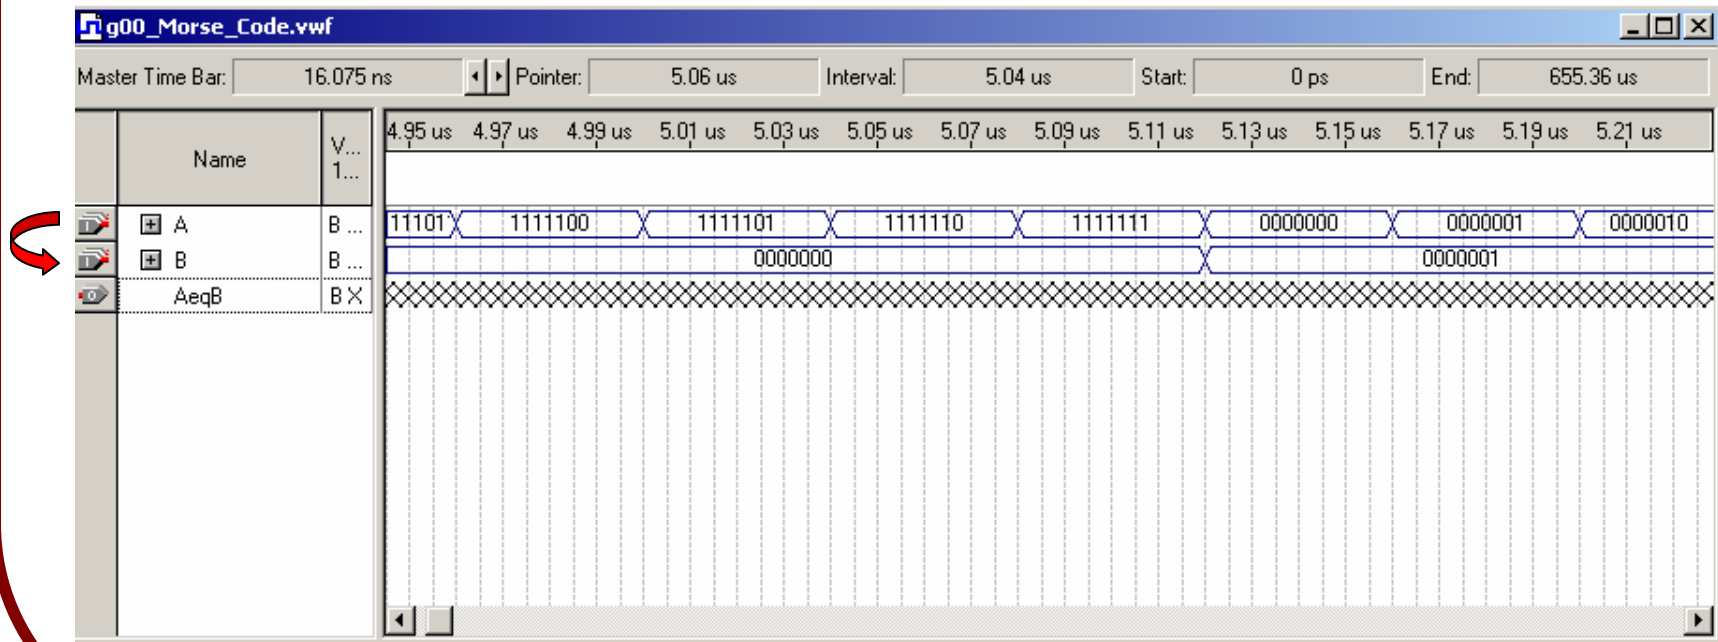 g00_Morse_Code.vwf
Master Time Bar: 16.075 ns Pointer: 5.06 us Interval: 5.04 us Start: 0 ps End: 655.36 us
Name V... 1... 4.95 us 4.97 us 4.99 us 5.01 us 5.03 us 5.05 us 5.07 us 5.09 us 5.11 us 5.13 us 5.15 us 5.17 us 5.19 us 5.21 us
A B ... 11101 1111100 1111101 1111110 1111111 0000000 0000001 0000010
B B ... 0000000 0000001
AeqB B X